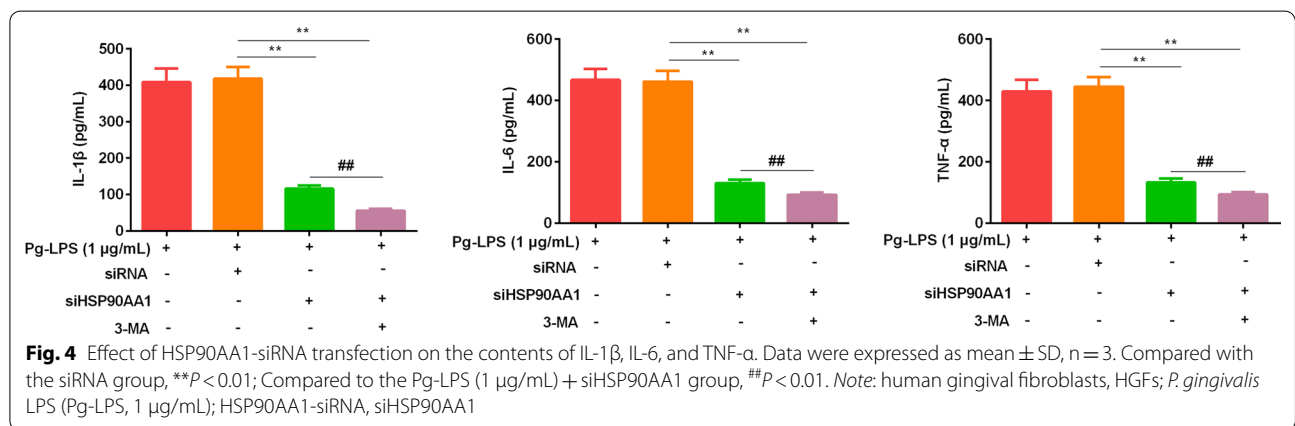 ** ** **
** ** **
600 600
500
400 400 400
300
200 200 200
100 ## ## ##
0 0 0
IL-1β (pg/mL) IL-6 (pg/mL) TNF-α (pg/mL)
Pg-LPS (1 μg/mL) + + + + Pg-LPS (1 μg/mL) + + + + Pg-LPS (1 μg/mL) + + + +
siRNA - + - - siRNA - + - - siRNA - + - -
siHSP90AA1 - - + + siHSP90AA1 - - + + siHSP90AA1 - - + +
3-MA - - - + 3-MA - - - + 3-MA - - - +
Fig. 4 Effect of HSP90AA1-siRNA transfection on the contents of IL-1β, IL-6, and TNF-α. Data were expressed as mean ± SD, n = 3. Compared with
the siRNA group, **P < 0.01; Compared to the Pg-LPS (1 μg/mL) + siHSP90AA1 group, ##P < 0.01. Note: human gingival fibroblasts, HGFs; P. gingivalis
LPS (Pg-LPS, 1 μg/mL); HSP90AA1-siRNA, siHSP90AA1